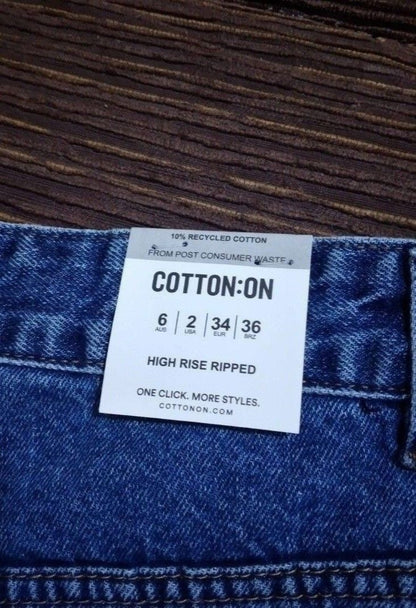 10% RECYCLED COTTON
FROM POST CONSUMER WASTE
COTTON:ON
6 | 2 | 34 | 36
AUS USA EUR BRZ
HIGH RISE RIPPED
ONE CLICK. MORE STYLES.
COTTONON.COM